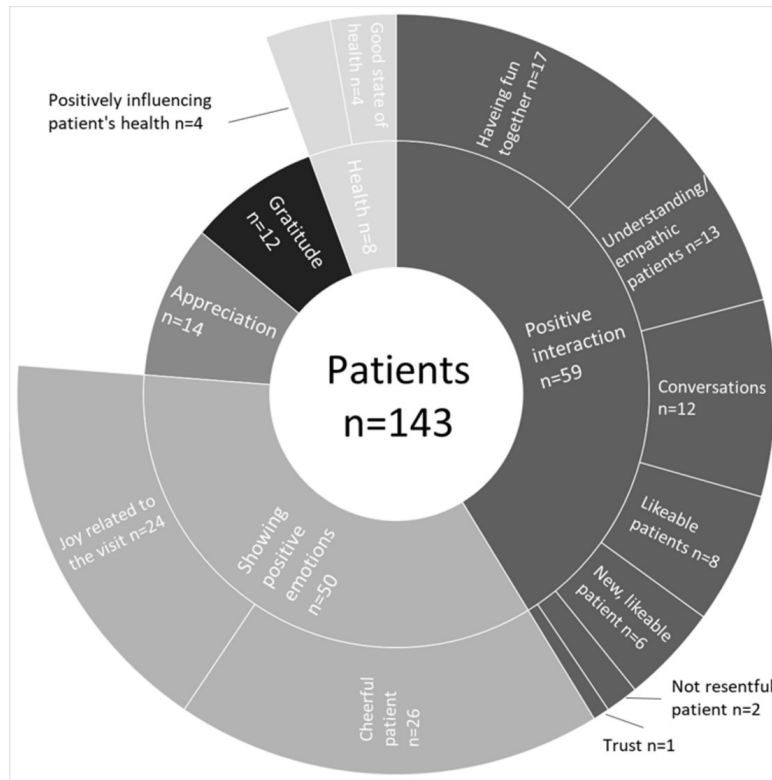 Patients
n=143
Positive
interaction
n=59
Haveing fun
together n=17
Understanding/
empathic
patients n=13
Conversations
n=12
Likeable
patients n=8
New, likeable
patient n=6
Not resentful
patient n=2
Trust n=1
Showing
positive
emotions
n=50
Cheerful
patient
n=26
Joy related to
the visit n=24
Appreciation
n=14
Gratitude
n=12
Health n=8
Positively influencing
patient's health n=4
Good state of
health n=4